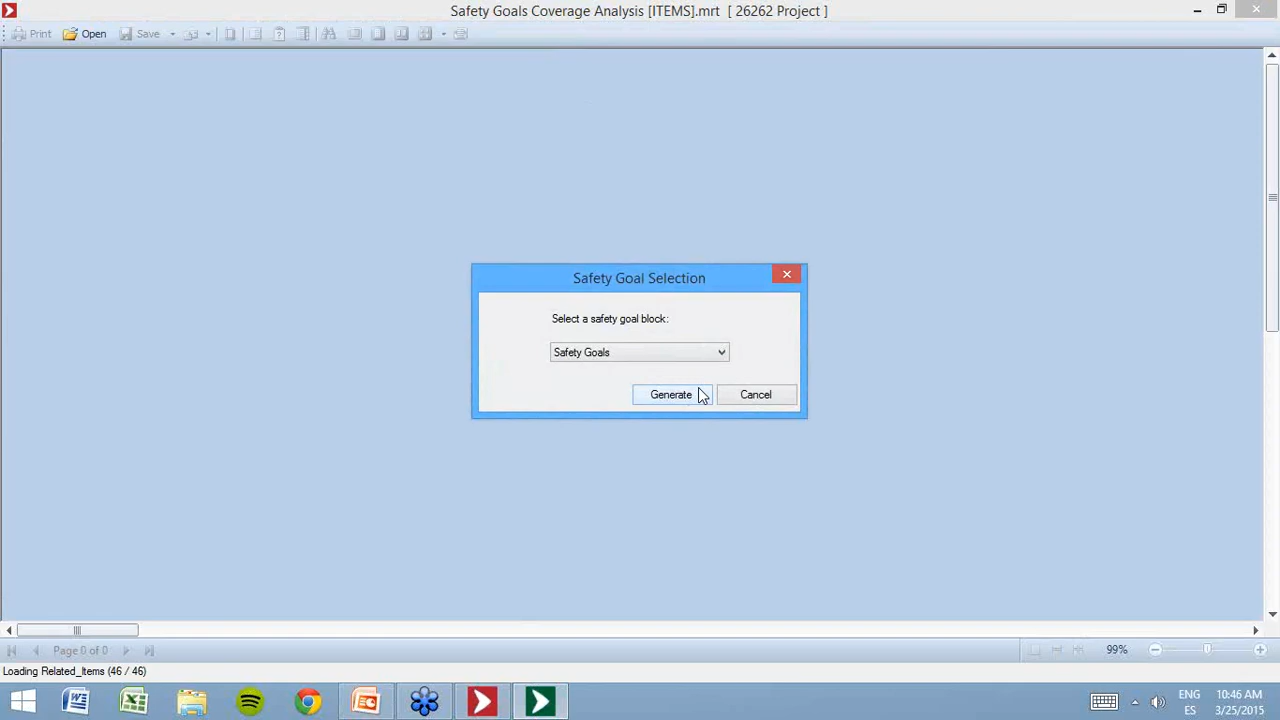 Safety Goals Coverage Analysis [ITEMS].mrt [ 26262 Project ]
Print Open Save
Safety Goal Selection
Select a safety goal block:
Safety Goals
Generate Cancel
Page 0 of 0 99%
Loading Related_Items (46 / 46)
ENG 10:46 AM
ES 3/25/2015